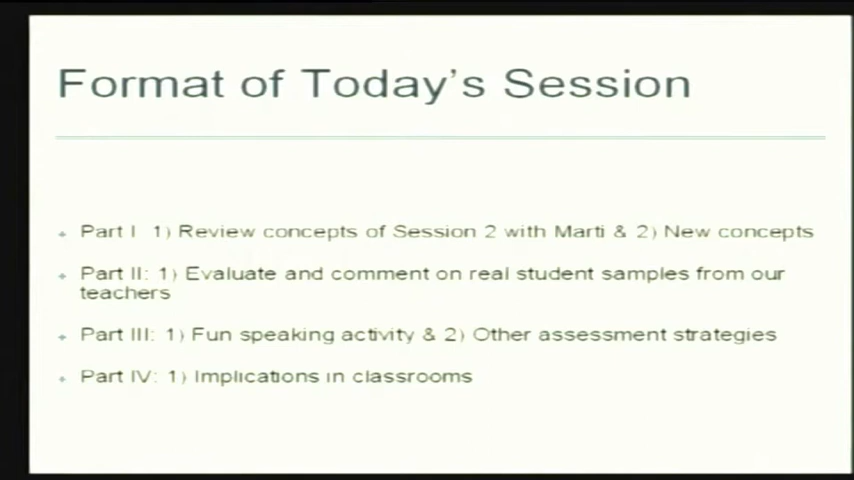 Format of Today's Session
Part I 1) Review concepts of Session 2 with Marti & 2) New concepts
Part II: 1) Evaluate and comment on real student samples from our
teachers
Part III: 1) Fun speaking activity & 2) Other assessment strategies
Part IV: 1) Implications in classrooms